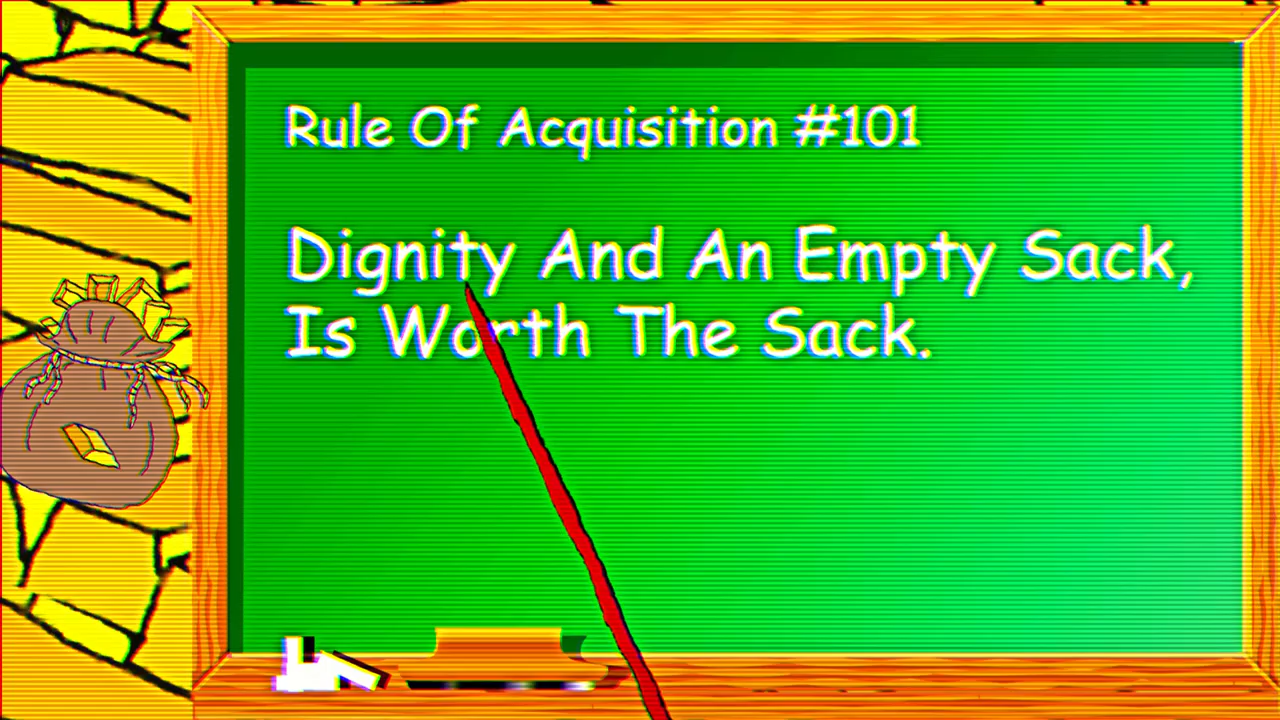 Rule Of Acquisition #101
Dignity And An Empty Sack,
Is Worth The Sack.